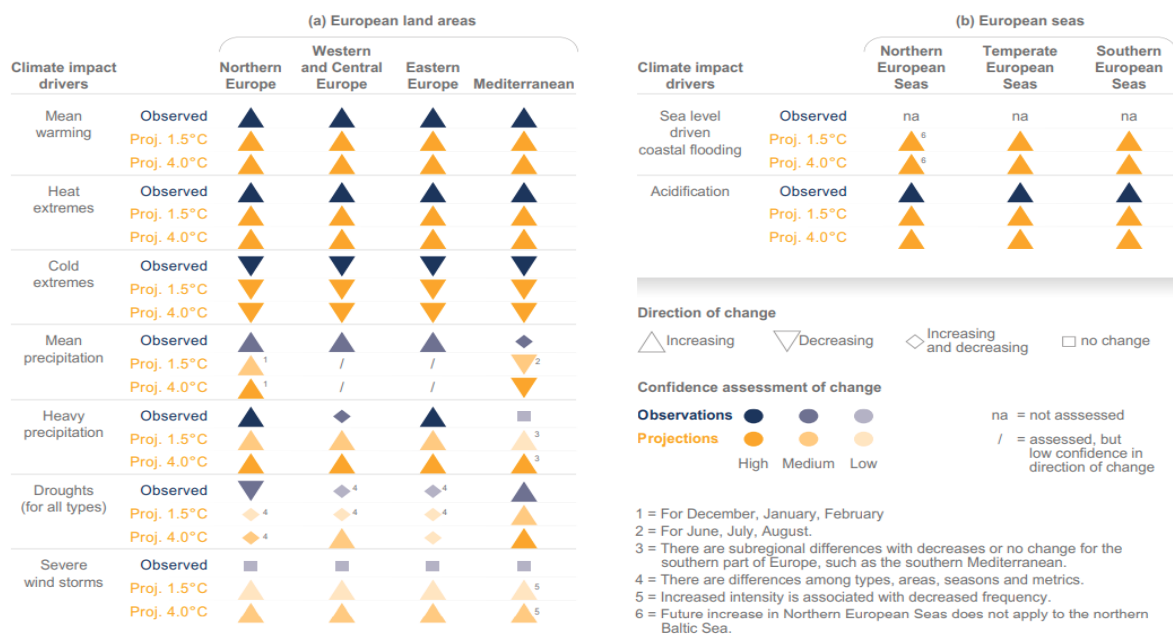 (a) European land areas
Climate impact drivers
Northern Europe
Western and Central Europe
Eastern Europe
Mediterranean
Mean warming
Observed
Proj. 1.5°C
Proj. 4.0°C
Heat extremes
Observed
Proj. 1.5°C
Proj. 4.0°C
Cold extremes
Observed
Proj. 1.5°C
Proj. 4.0°C
Mean precipitation
Observed
Proj. 1.5°C 1 / / 2
Proj. 4.0°C 1 / /
Heavy precipitation
Observed
Proj. 1.5°C 3
Proj. 4.0°C 3
Droughts (for all types)
Observed 4 4
Proj. 1.5°C 4 4 4
Proj. 4.0°C 4
Severe wind storms
Observed
Proj. 1.5°C 5
Proj. 4.0°C 5
(b) European seas
Climate impact drivers
Northern European Seas
Temperate European Seas
Southern European Seas
Sea level driven coastal flooding
Observed na na na
Proj. 1.5°C 6
Proj. 4.0°C 6
Acidification
Observed
Proj. 1.5°C
Proj. 4.0°C
Direction of change
Increasing
Decreasing
Increasing and decreasing
no change
Confidence assessment of change
Observations
Projections
High Medium Low
na = not asssessed
/ = assessed, but
low confidence in
direction of change
1 = For December, January, February
2 = For June, July, August.
3 = There are subregional differences with decreases or no change for the
southern part of Europe, such as the southern Mediterranean.
4 = There are differences among types, areas, seasons and metrics.
5 = Increased intensity is associated with decreased frequency.
6 = Future increase in Northern European Seas does not apply to the northern
Baltic Sea.